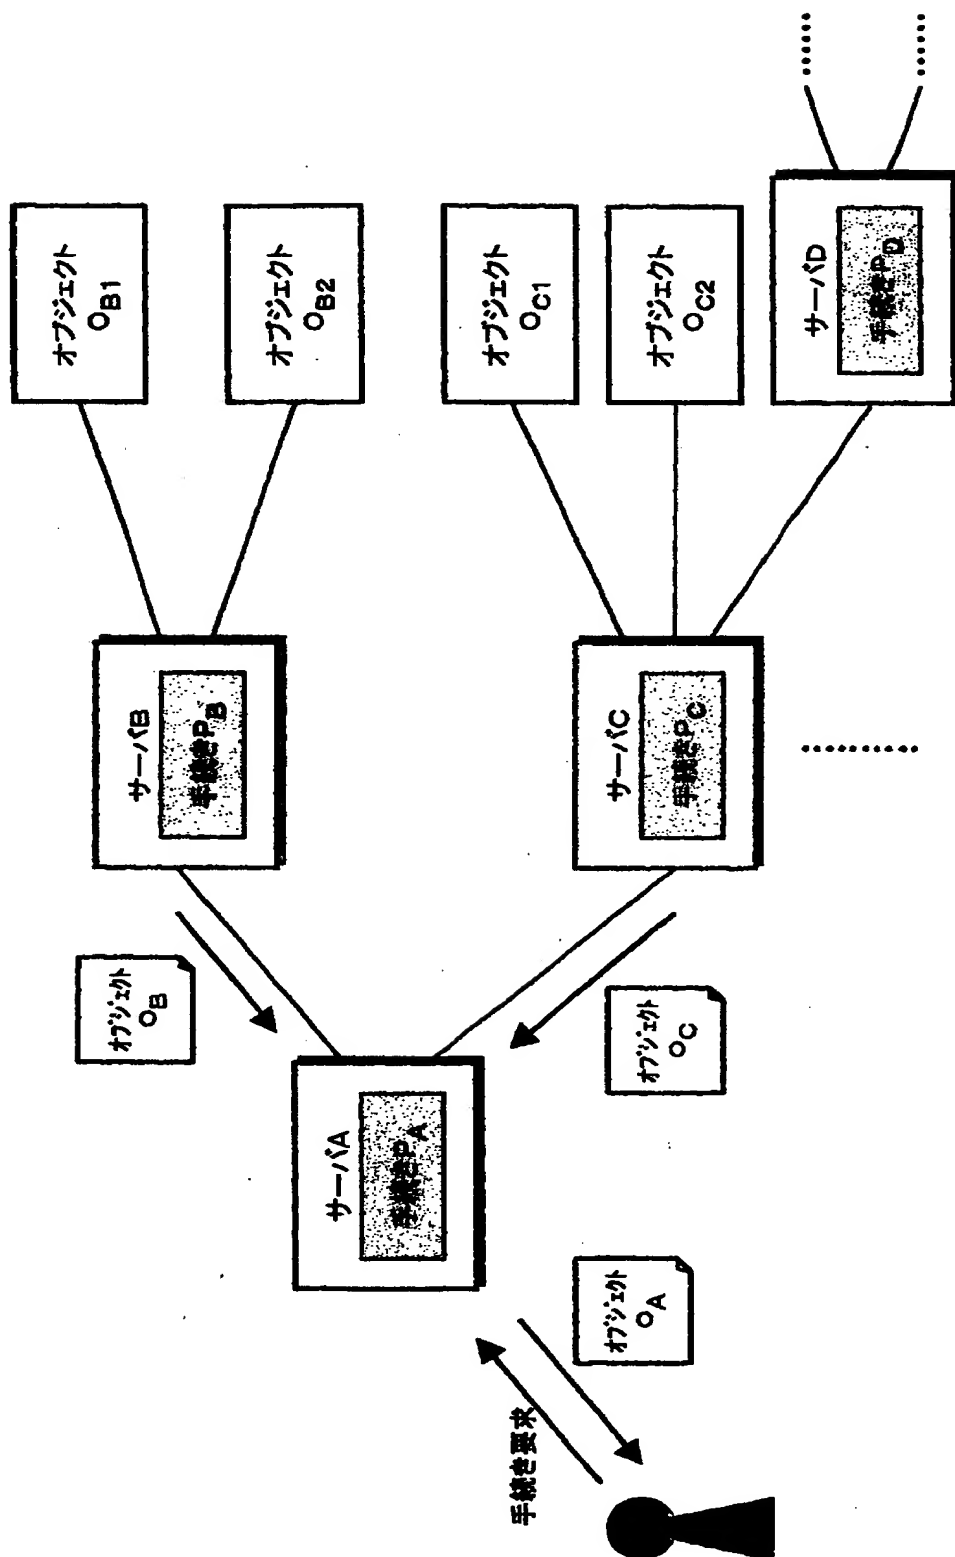 手続き要求
オブジェクト
OA
サーバA
手続きPA
オブジェクト
OB
オブジェクト
OC
サーバB
手続きPB
サーバC
手続きPC
オブジェクト
OB1
オブジェクト
OB2
オブジェクト
OC1
オブジェクト
OC2
サーバD
手続きPD